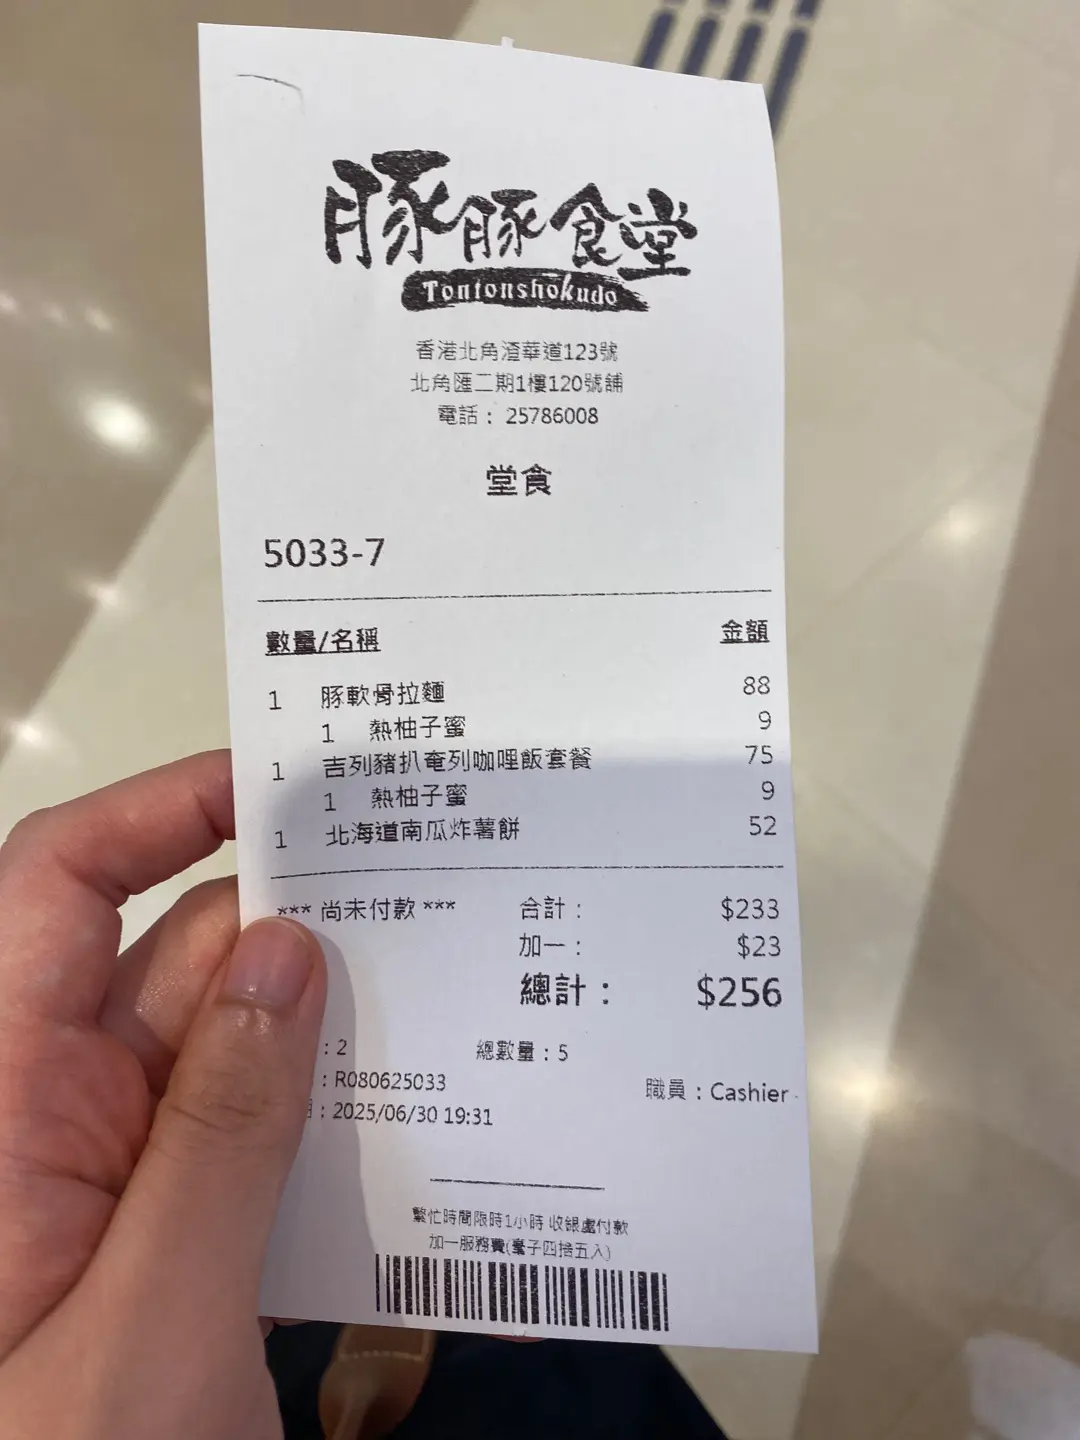 豚豚食堂
Tontonshokudo
香港北角渣華道123號
北角匯二期1樓120號舖
電話： 25786008
堂食
5033-7
數量/名稱 金額
1 豚軟骨拉麵 88
1 熱柚子蜜 9
1 吉列豬扒奄列咖哩飯套餐 75
1 熱柚子蜜 9
1 北海道南瓜炸薯餅 52
*** 尚未付款 *** 合計： $233
加一： $23
總計： $256
：2 總數量：5
：R080625033 職員：Cashier
：2025/06/30 19:31
繁忙時間限時1小時 收銀處付款
加一服務費(毫子四捨五入)